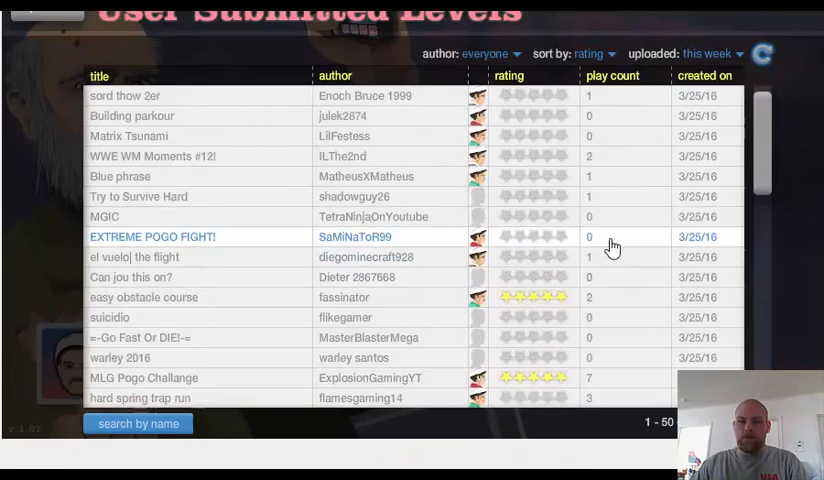 User Submitted Levels
author: everyone sort by: rating uploaded: this week
title author rating play count created on
sord thow 2er Enoch Bruce 1999 1 3/25/16
Building parkour julek2874 0 3/25/16
Matrix Tsunami LilFestess 0 3/25/16
WWE WM Moments #12! ILThe2nd 2 3/25/16
Blue phrase MatheusXMatheus 1 3/25/16
Try to Survive Hard shadowguy26 1 3/25/16
MGIC TetraNinjaOnYoutube 0 3/25/16
EXTREME POGO FIGHT! SaMiNaToR99 0 3/25/16
el vuelo| the flight diegominecraft928 1 3/25/16
Can jou this on? Dieter 2867668 0 3/25/16
easy obstacle course fassinator 2 3/25/16
suicidio flikegamer 0 3/25/16
=-Go Fast Or DIE!-= MasterBlasterMega 0 3/25/16
warley 2016 warley santos 0 3/25/16
MLG Pogo Challange ExplosionGamingYT 7
hard spring trap run flamesgaming14 3
search by name 1 - 50
USA